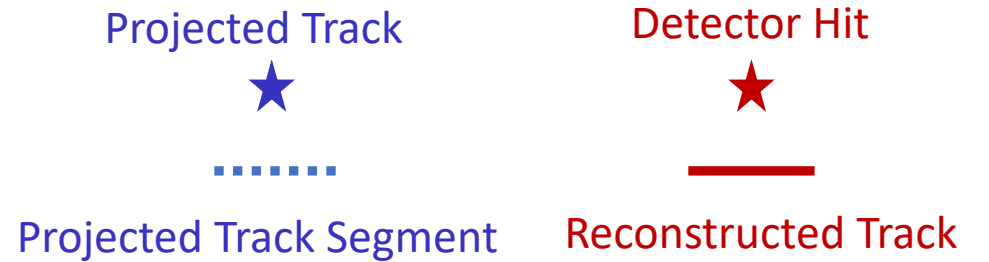 Projected Track
Detector Hit
Projected Track Segment
Reconstructed Track